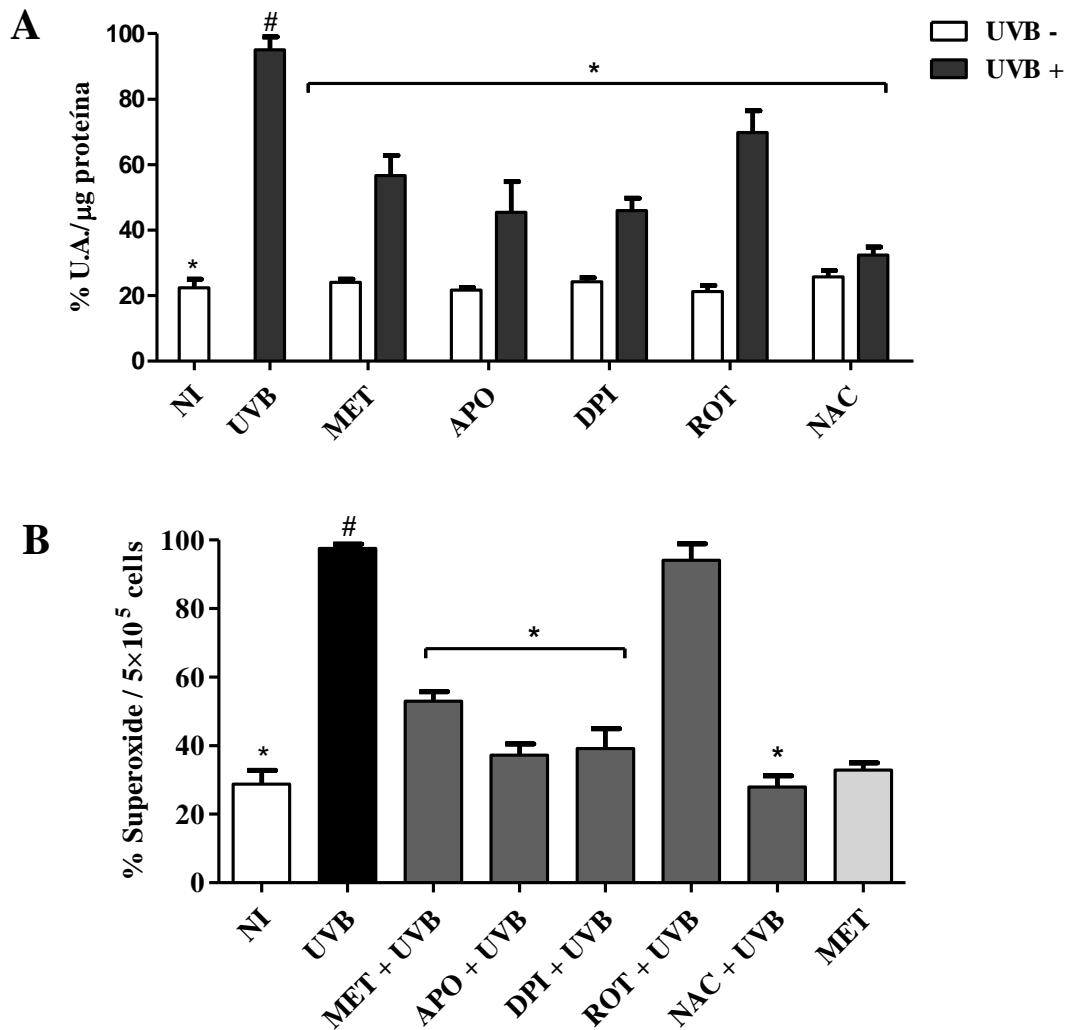 A
UVB -
UVB +
% U.A./µg proteína
100
80
60
40
20
0
#
*
*
NI
UVB
MET
APO
DPI
ROT
NAC
B
% Superoxide / 5×10⁵ cells
100
80
60
40
20
0
#
*
*
*
NI
UVB
MET + UVB
APO + UVB
DPI + UVB
ROT + UVB
NAC + UVB
MET